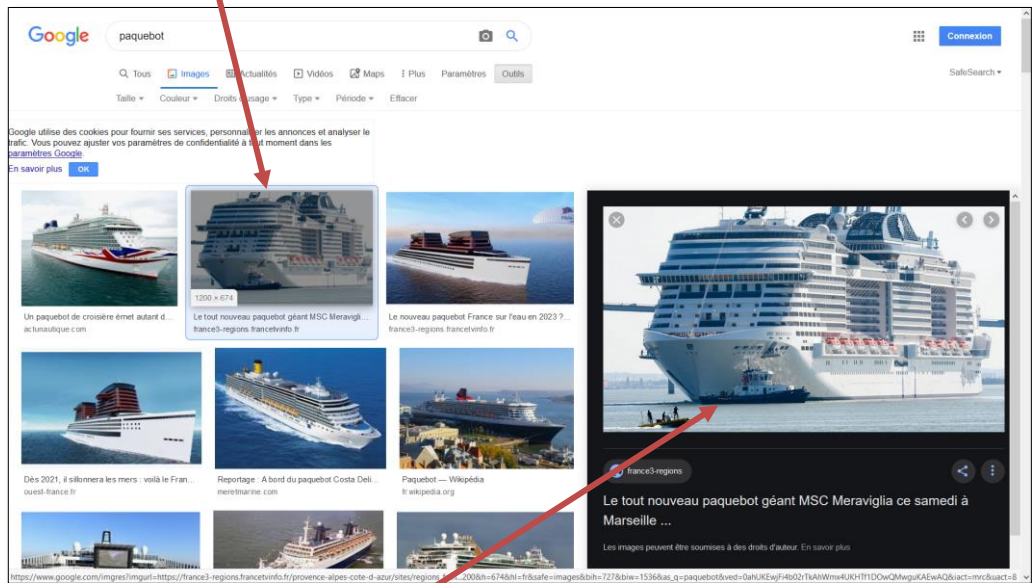 Google
paquebot
Connexion
Tous Images Actualités Vidéos Maps Plus Paramètres Outils
SafeSearch
Taille Couleur Droits d'usage Type Période Effacer
Google utilise des cookies pour fournir ses services, personnaliser les annonces et analyser le
trafic. Vous pouvez ajuster vos paramètres de confidentialité à tout moment dans les
paramètres Google.
En savoir plus OK
1200 × 674
Un paquebot de croisière émet autant d...
actunautique.com
Le tout nouveau paquebot géant MSC Meravigli...
france3-regions.francetvinfo.fr
Le nouveau paquebot France sur l'eau en 2023 ?...
france3-regions.francetvinfo.fr
Dès 2021, il sillonnera les mers : voilà le Fran...
ouest-france.fr
Reportage : A bord du paquebot Costa Deli...
meretmarine.com
Paquebot — Wikipédia
fr.wikipedia.org
france3-regions
Le tout nouveau paquebot géant MSC Meraviglia ce samedi à
Marseille ...
Les images peuvent être soumises à des droits d'auteur. En savoir plus